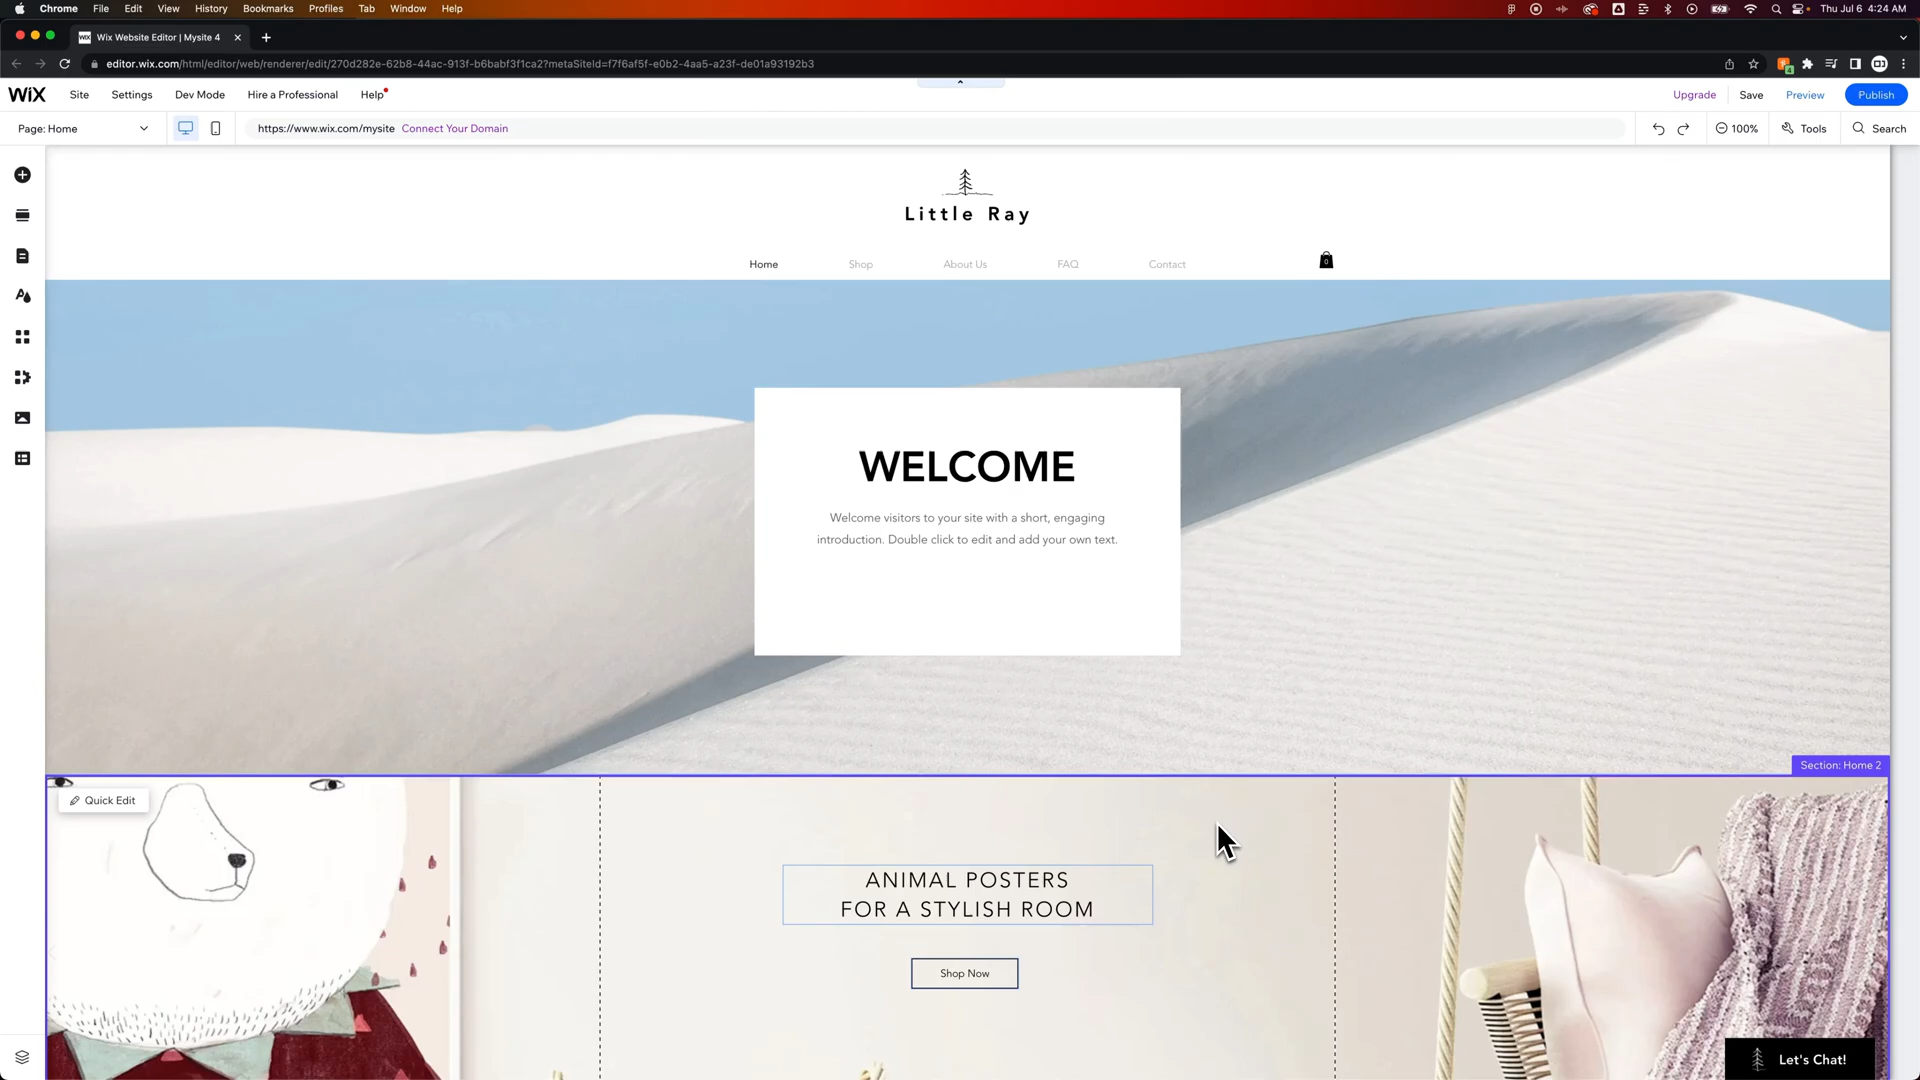 Chrome File Edit View History Bookmarks Profiles Tab Window Help
Thu Jul 6 4:24 AM
WiX Wix Website Editor | Mysite 4
editor.wix.com/html/editor/web/renderer/edit/270d282e-62b8-44ac-913f-b6babf3f1ca2?metaSiteId=f7f6af5f-e0b2-4aa5-a23f-de01a93192b3
4
WiX Site Settings Dev Mode Hire a Professional Help
Upgrade Save Preview Publish
Page: Home
https://www.wix.com/mysite Connect Your Domain
100% Tools Search
Little Ray
Home Shop About Us FAQ Contact
0
WELCOME
Welcome visitors to your site with a short, engaging
introduction. Double click to edit and add your own text.
Section: Home 2
Quick Edit
ANIMAL POSTERS
FOR A STYLISH ROOM
Shop Now
Let's Chat!